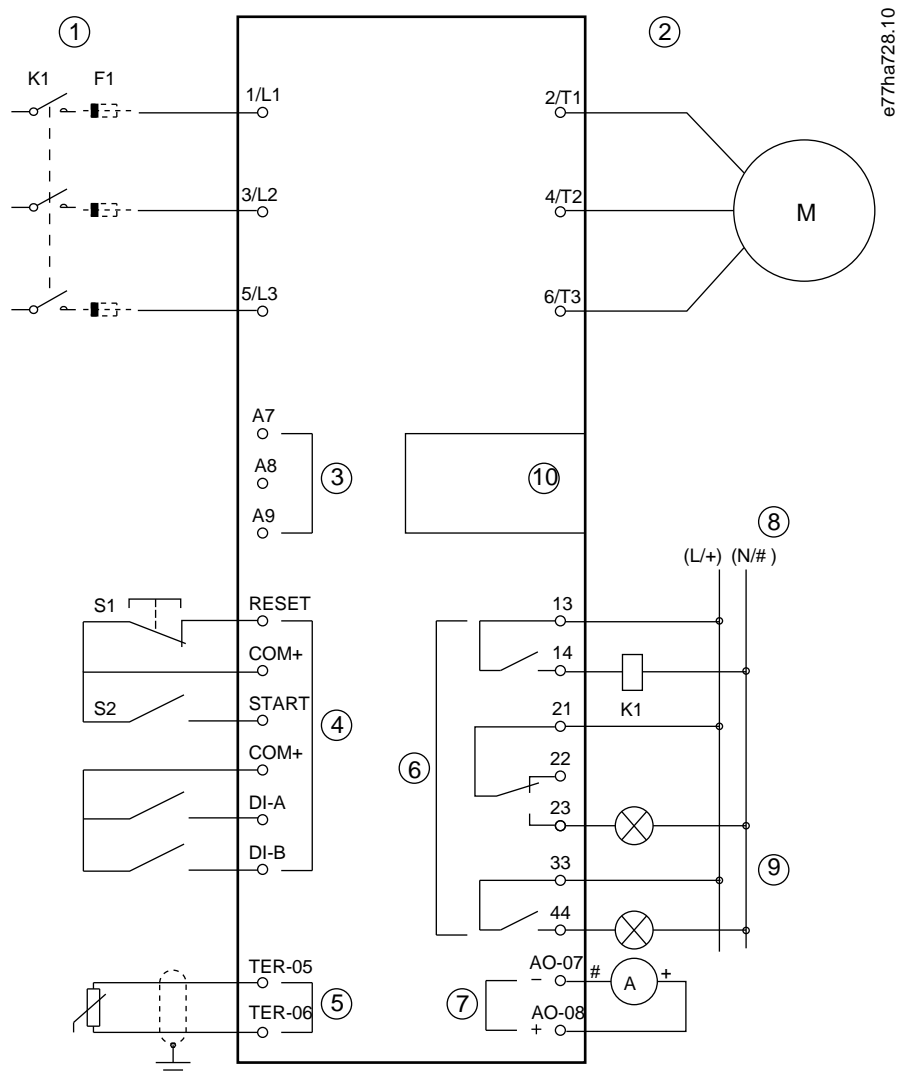 1
2
e77ha728.10
K1 F1
1/L1
2/T1
3/L2
4/T2
M
5/L3
6/T3
A7
A8
3
10
A9
8
(L/+) (N/# )
S1
RESET
13
COM+
14
S2
START
K1
4
21
COM+
6
22
DI-A
23
DI-B
33
9
44
TER-05
AO-07
# A +
−
5
7
TER-06
AO-08
+